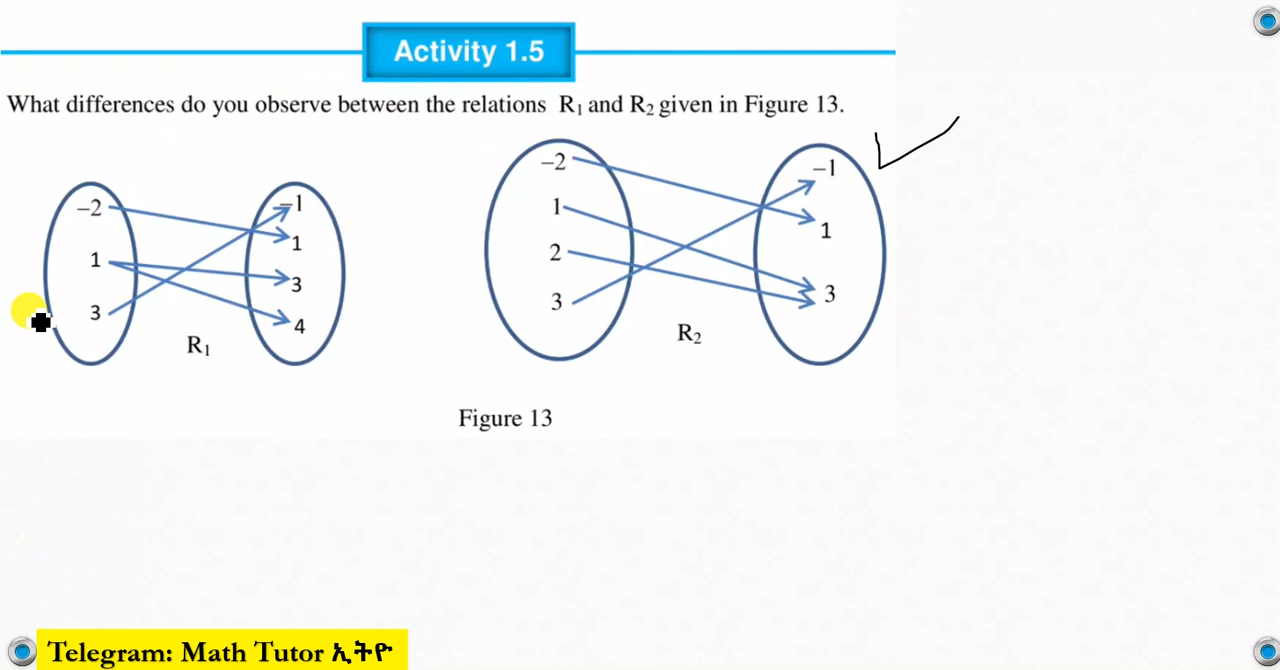 Activity 1.5
What differences do you observe between the relations R₁ and R₂ given in Figure 13.
–2
1
3
–1
1
3
4
R₁
–2
1
2
3
–1
1
3
R₂
Figure 13
Telegram: Math Tutor ኢትዮ